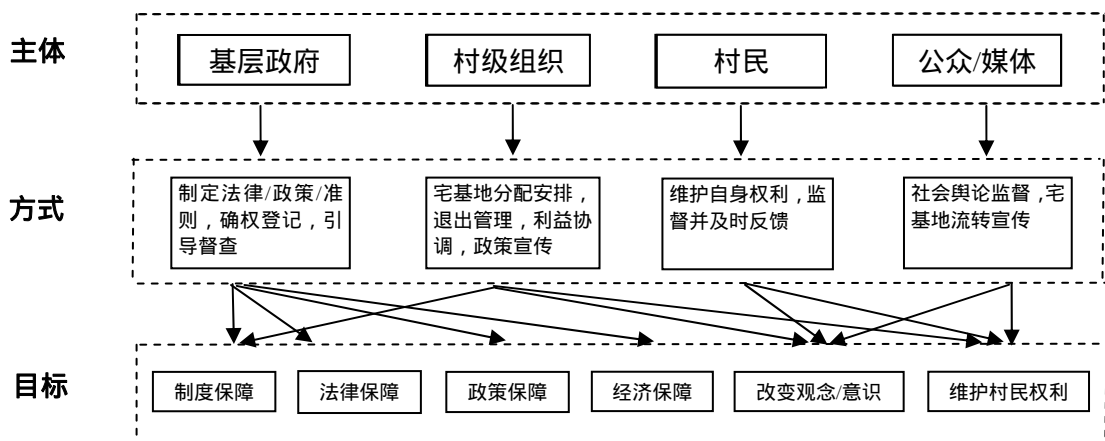 主体
基层政府
村级组织
村民
公众/媒体
方式
制定法律/政策/准
则，确权登记，引
导督查
宅基地分配安排，
退出管理，利益协
调，政策宣传
维护自身权利，监
督并及时反馈
社会舆论监督，宅
基地流转宣传
目标
制度保障
法律保障
政策保障
经济保障
改变观念/意识
维护村民权利